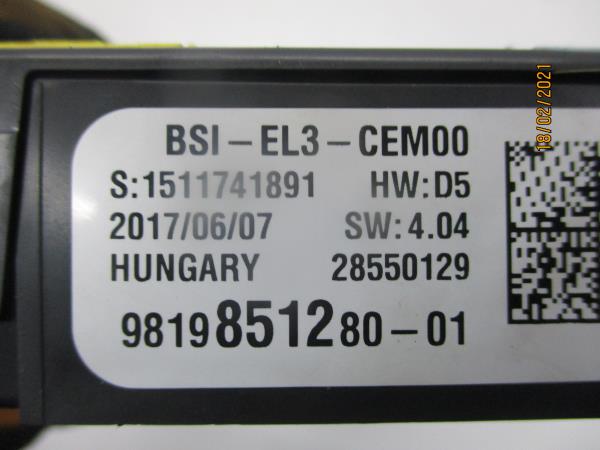 BSI-EL3-CEM00
S:1511741891 HW:D5
2017/06/07 SW:4.04
HUNGARY 28550129
9819851280-01
18/02/2021